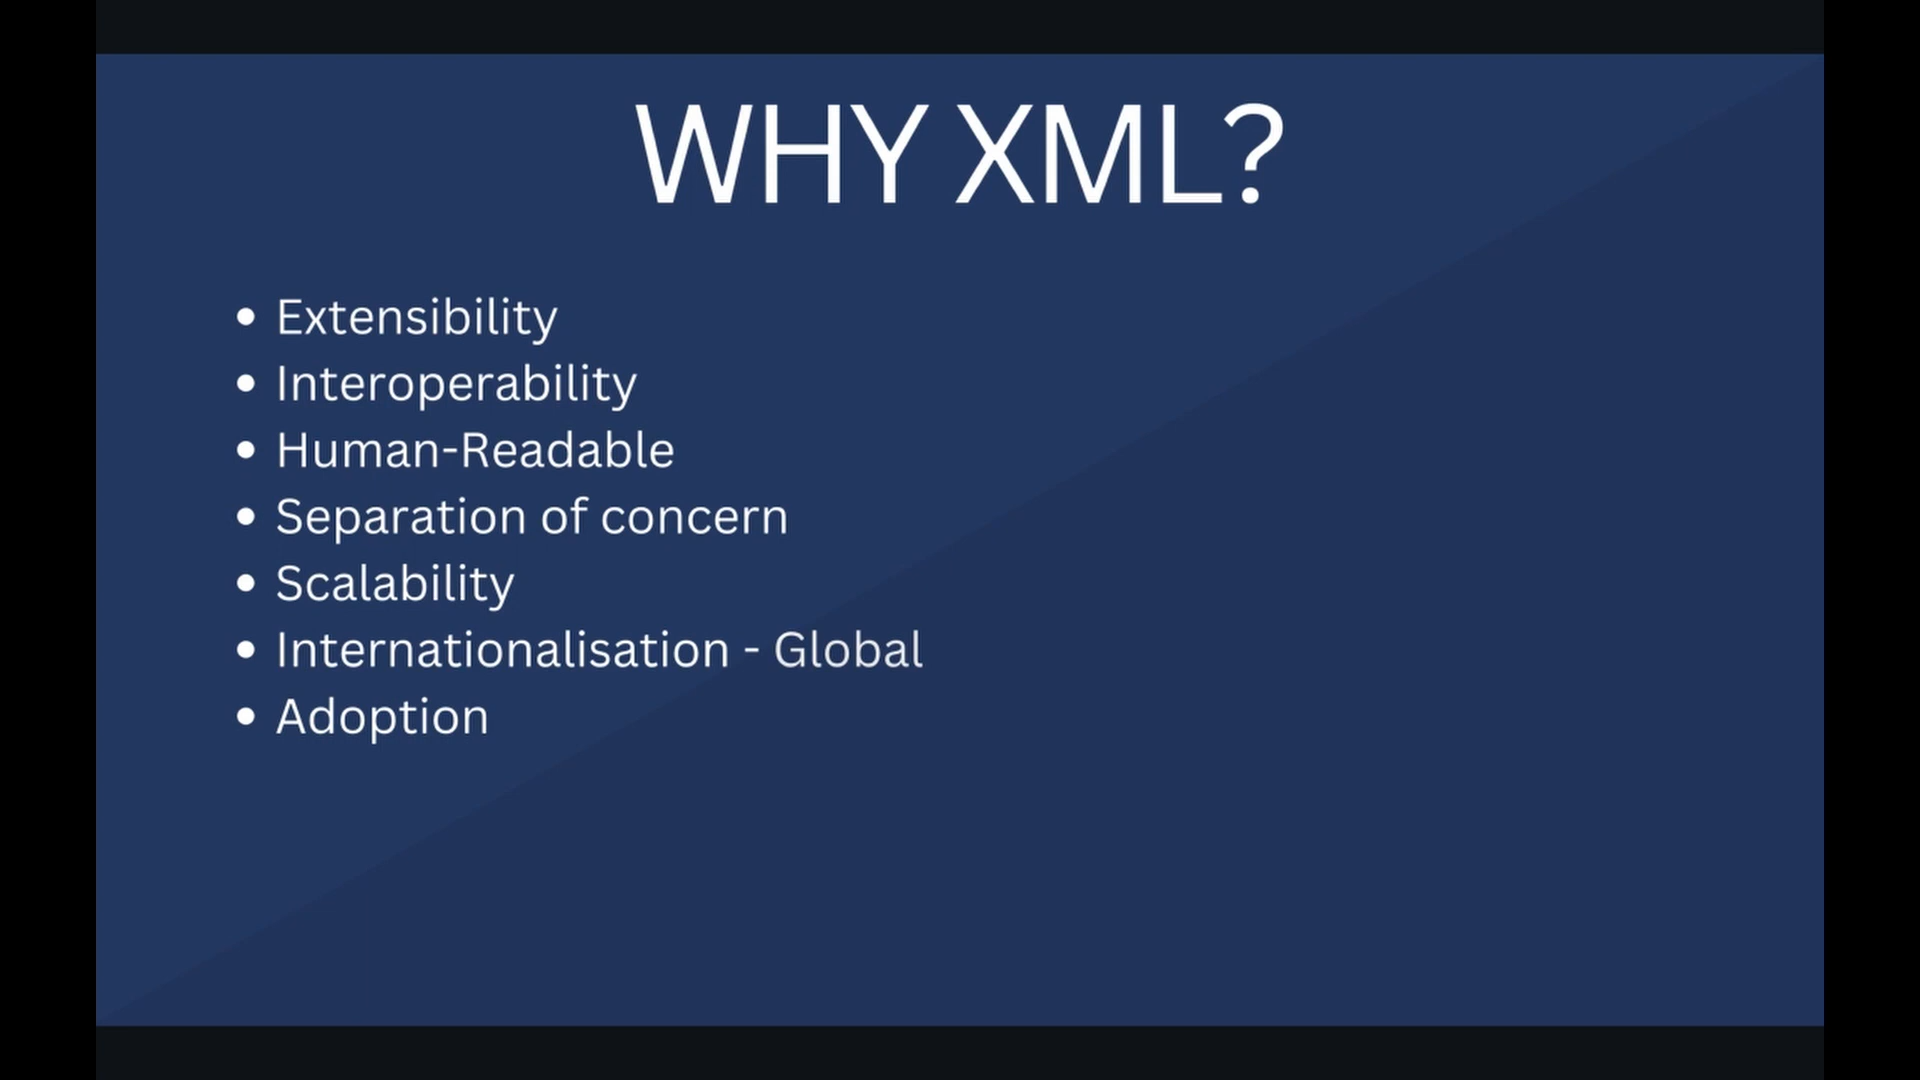 WHY XML?
• Extensibility
• Interoperability
• Human-Readable
• Separation of concern
• Scalability
• Internationalisation - Global
• Adoption